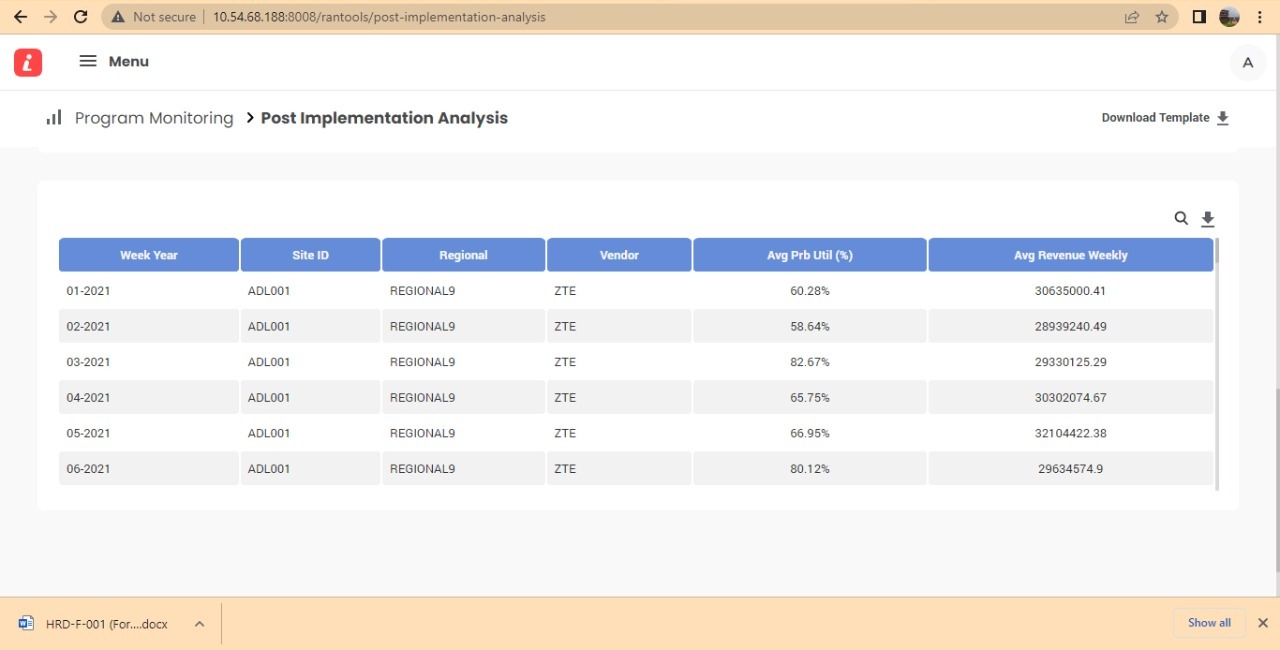 Not secure | 10.54.68.188:8008/rantools/post-implementation-analysis
i Menu A
Program Monitoring > Post Implementation Analysis Download Template
Week Year Site ID Regional Vendor Avg Prb Util (%) Avg Revenue Weekly
01-2021 ADL001 REGIONAL9 ZTE 60.28% 30635000.41
02-2021 ADL001 REGIONAL9 ZTE 58.64% 28939240.49
03-2021 ADL001 REGIONAL9 ZTE 82.67% 29330125.29
04-2021 ADL001 REGIONAL9 ZTE 65.75% 30302074.67
05-2021 ADL001 REGIONAL9 ZTE 66.95% 32104422.38
06-2021 ADL001 REGIONAL9 ZTE 80.12% 29634574.9
HRD-F-001 (For....docx Show all